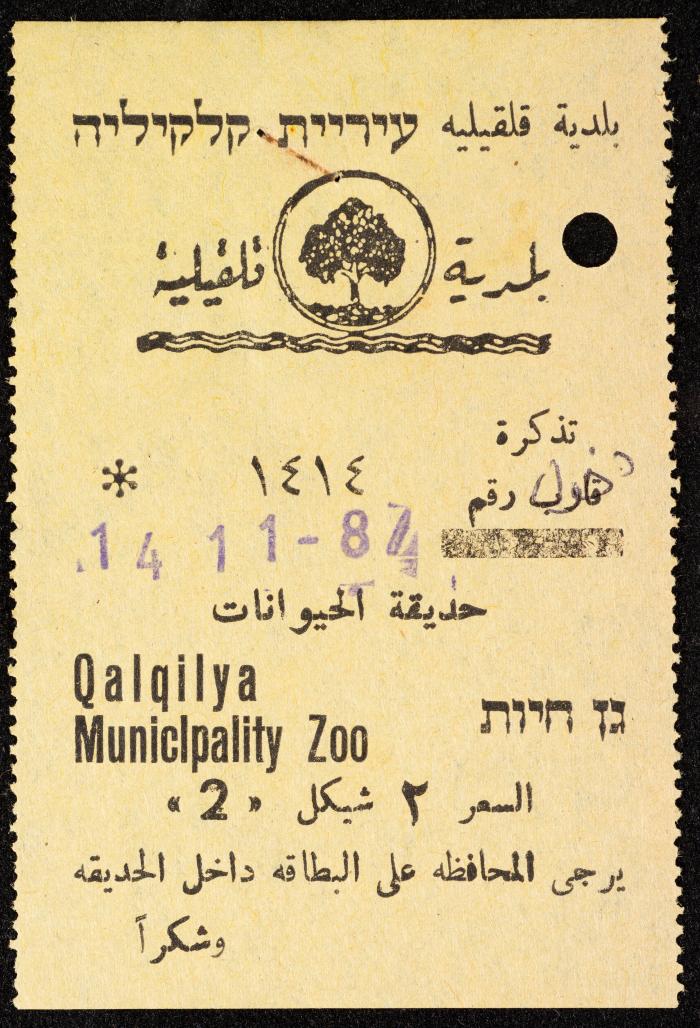 بلدية قلقيليه עיריית קלקיליה
بلدية قلقيلية
تذكرة
رقم ١٤١٤ *
14 11-87
حديقة الحيوانات
Qalqilya
MunicIpality Zoo
גן חיות
السعر ٢ شيكل «2»
يرجى المحافظه على البطاقه داخل الحديقه
وشكراً